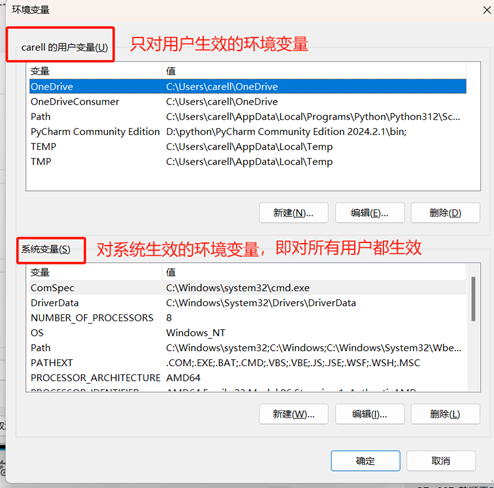 环境变量
carell 的用户变量(U)
只对用户生效的环境变量
变量 值
OneDrive C:\Users\carell\OneDrive
OneDriveConsumer C:\Users\carell\OneDrive
Path C:\Users\carell\AppData\Local\Programs\Python\Python312\Sc...
PyCharm Community Edition D:\python\PyCharm Community Edition 2024.2.1\bin;
TEMP C:\Users\carell\AppData\Local\Temp
TMP C:\Users\carell\AppData\Local\Temp
新建(N)... 编辑(E)... 删除(D)
系统变量(S)
对系统生效的环境变量，即对所有用户都生效
变量 值
ComSpec C:\Windows\system32\cmd.exe
DriverData C:\Windows\System32\Drivers\DriverData
NUMBER_OF_PROCESSORS 8
OS Windows_NT
Path C:\Windows\system32;C:\Windows;C:\Windows\System32\Wbe...
PATHEXT .COM;.EXE;.BAT;.CMD;.VBS;.VBE;.JS;.JSE;.WSF;.WSH;.MSC
PROCESSOR_ARCHITECTURE AMD64
新建(W)... 编辑(I)... 删除(L)
确定 取消